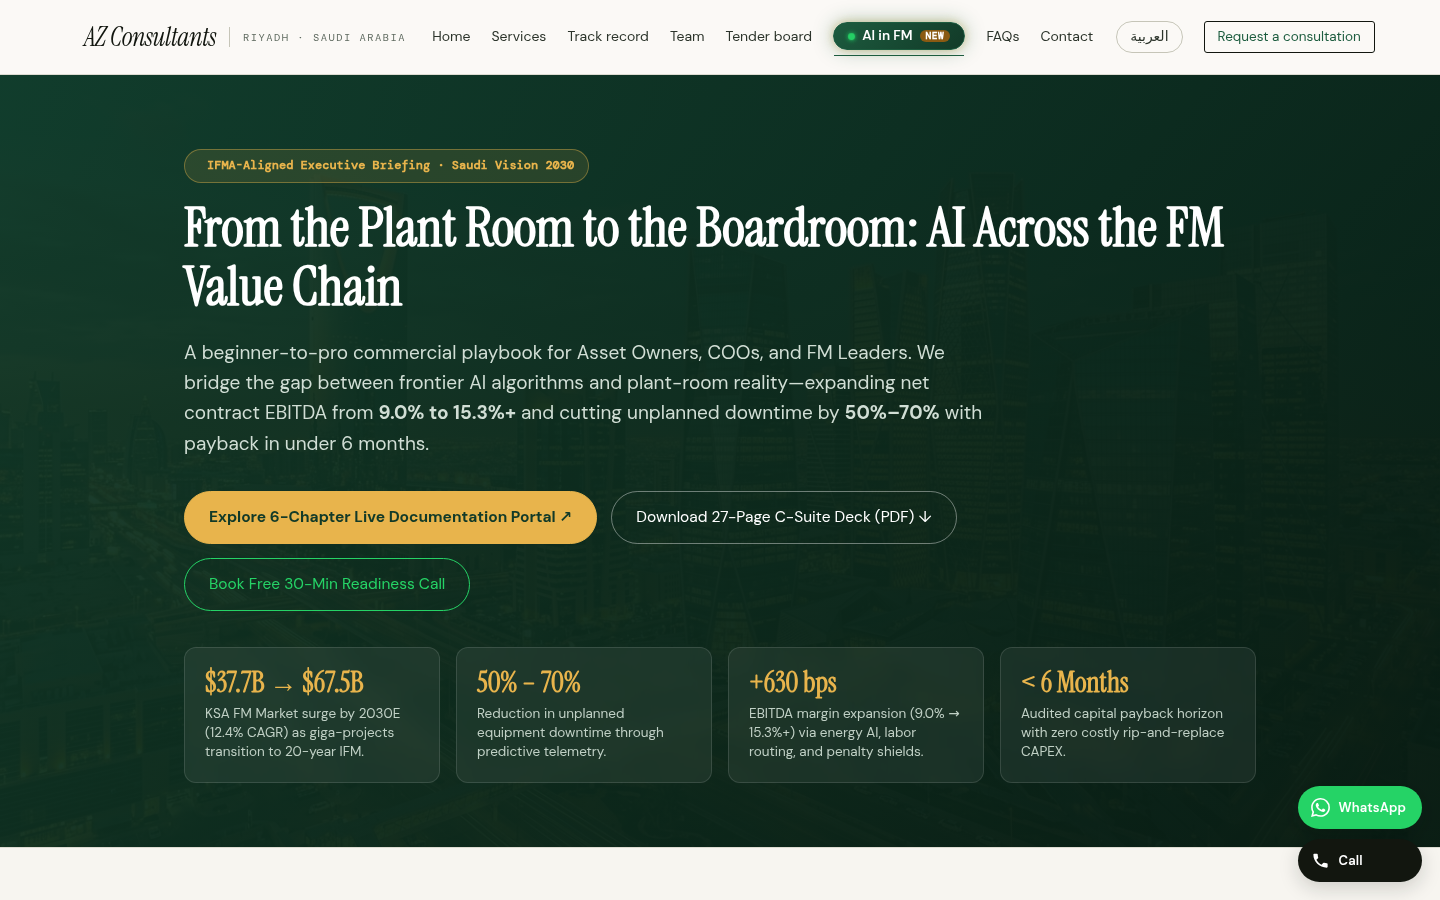 AZ Consultants
RIYADH · SAUDI ARABIA
Home
Services
Track record
Team
Tender board
AI in FM NEW
FAQs
Contact
العربية
Request a consultation
IFMA-Aligned Executive Briefing · Saudi Vision 2030
From the Plant Room to the Boardroom: AI Across the FM
Value Chain
A beginner-to-pro commercial playbook for Asset Owners, COOs, and FM Leaders. We
bridge the gap between frontier AI algorithms and plant-room reality—expanding net
contract EBITDA from 9.0% to 15.3%+ and cutting unplanned downtime by 50%–70% with
payback in under 6 months.
Explore 6-Chapter Live Documentation Portal ↗
Download 27-Page C-Suite Deck (PDF) ↓
Book Free 30-Min Readiness Call
$37.7B → $67.5B
KSA FM Market surge by 2030E
(12.4% CAGR) as giga-projects
transition to 20-year IFM.
50% – 70%
Reduction in unplanned
equipment downtime through
predictive telemetry.
+630 bps
EBITDA margin expansion (9.0% →
15.3%+) via energy AI, labor
routing, and penalty shields.
< 6 Months
Audited capital payback horizon
with zero costly rip-and-replace
CAPEX.
WhatsApp
Call